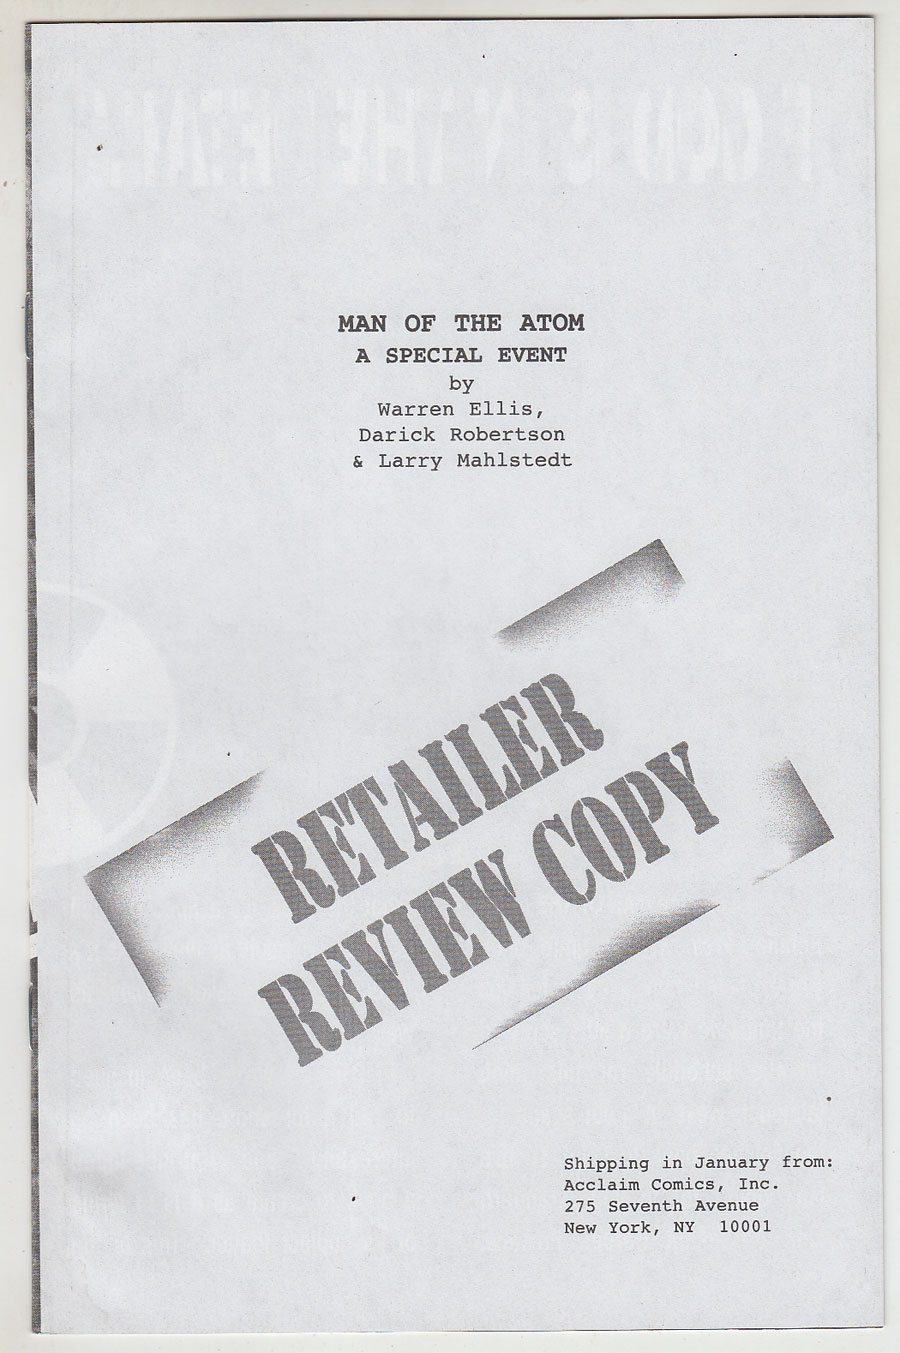 MAN OF THE ATOM
A SPECIAL EVENT
by
Warren Ellis,
Darick Robertson
& Larry Mahlstedt
RETAILER
REVIEW COPY
Shipping in January from:
Acclaim Comics, Inc.
275 Seventh Avenue
New York, NY 10001